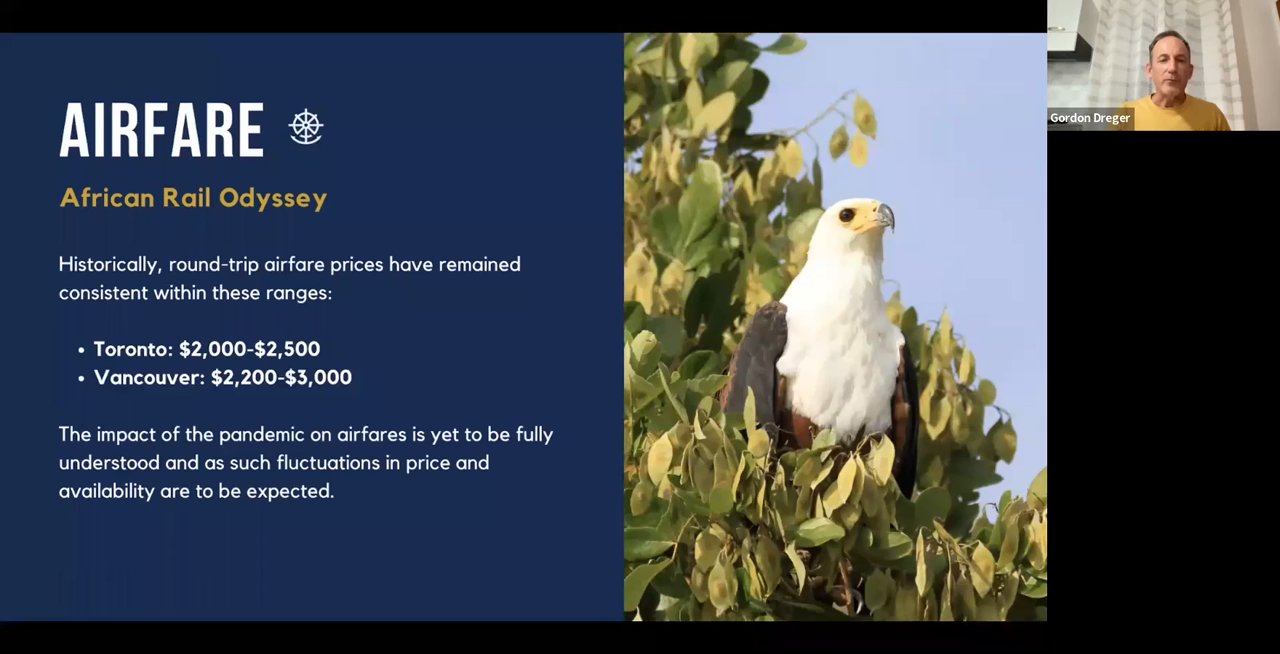 AIRFARE
African Rail Odyssey
Historically, round-trip airfare prices have remained
consistent within these ranges:
• Toronto: $2,000-$2,500
• Vancouver: $2,200-$3,000
The impact of the pandemic on airfares is yet to be fully
understood and as such fluctuations in price and
availability are to be expected.
Gordon Dreger